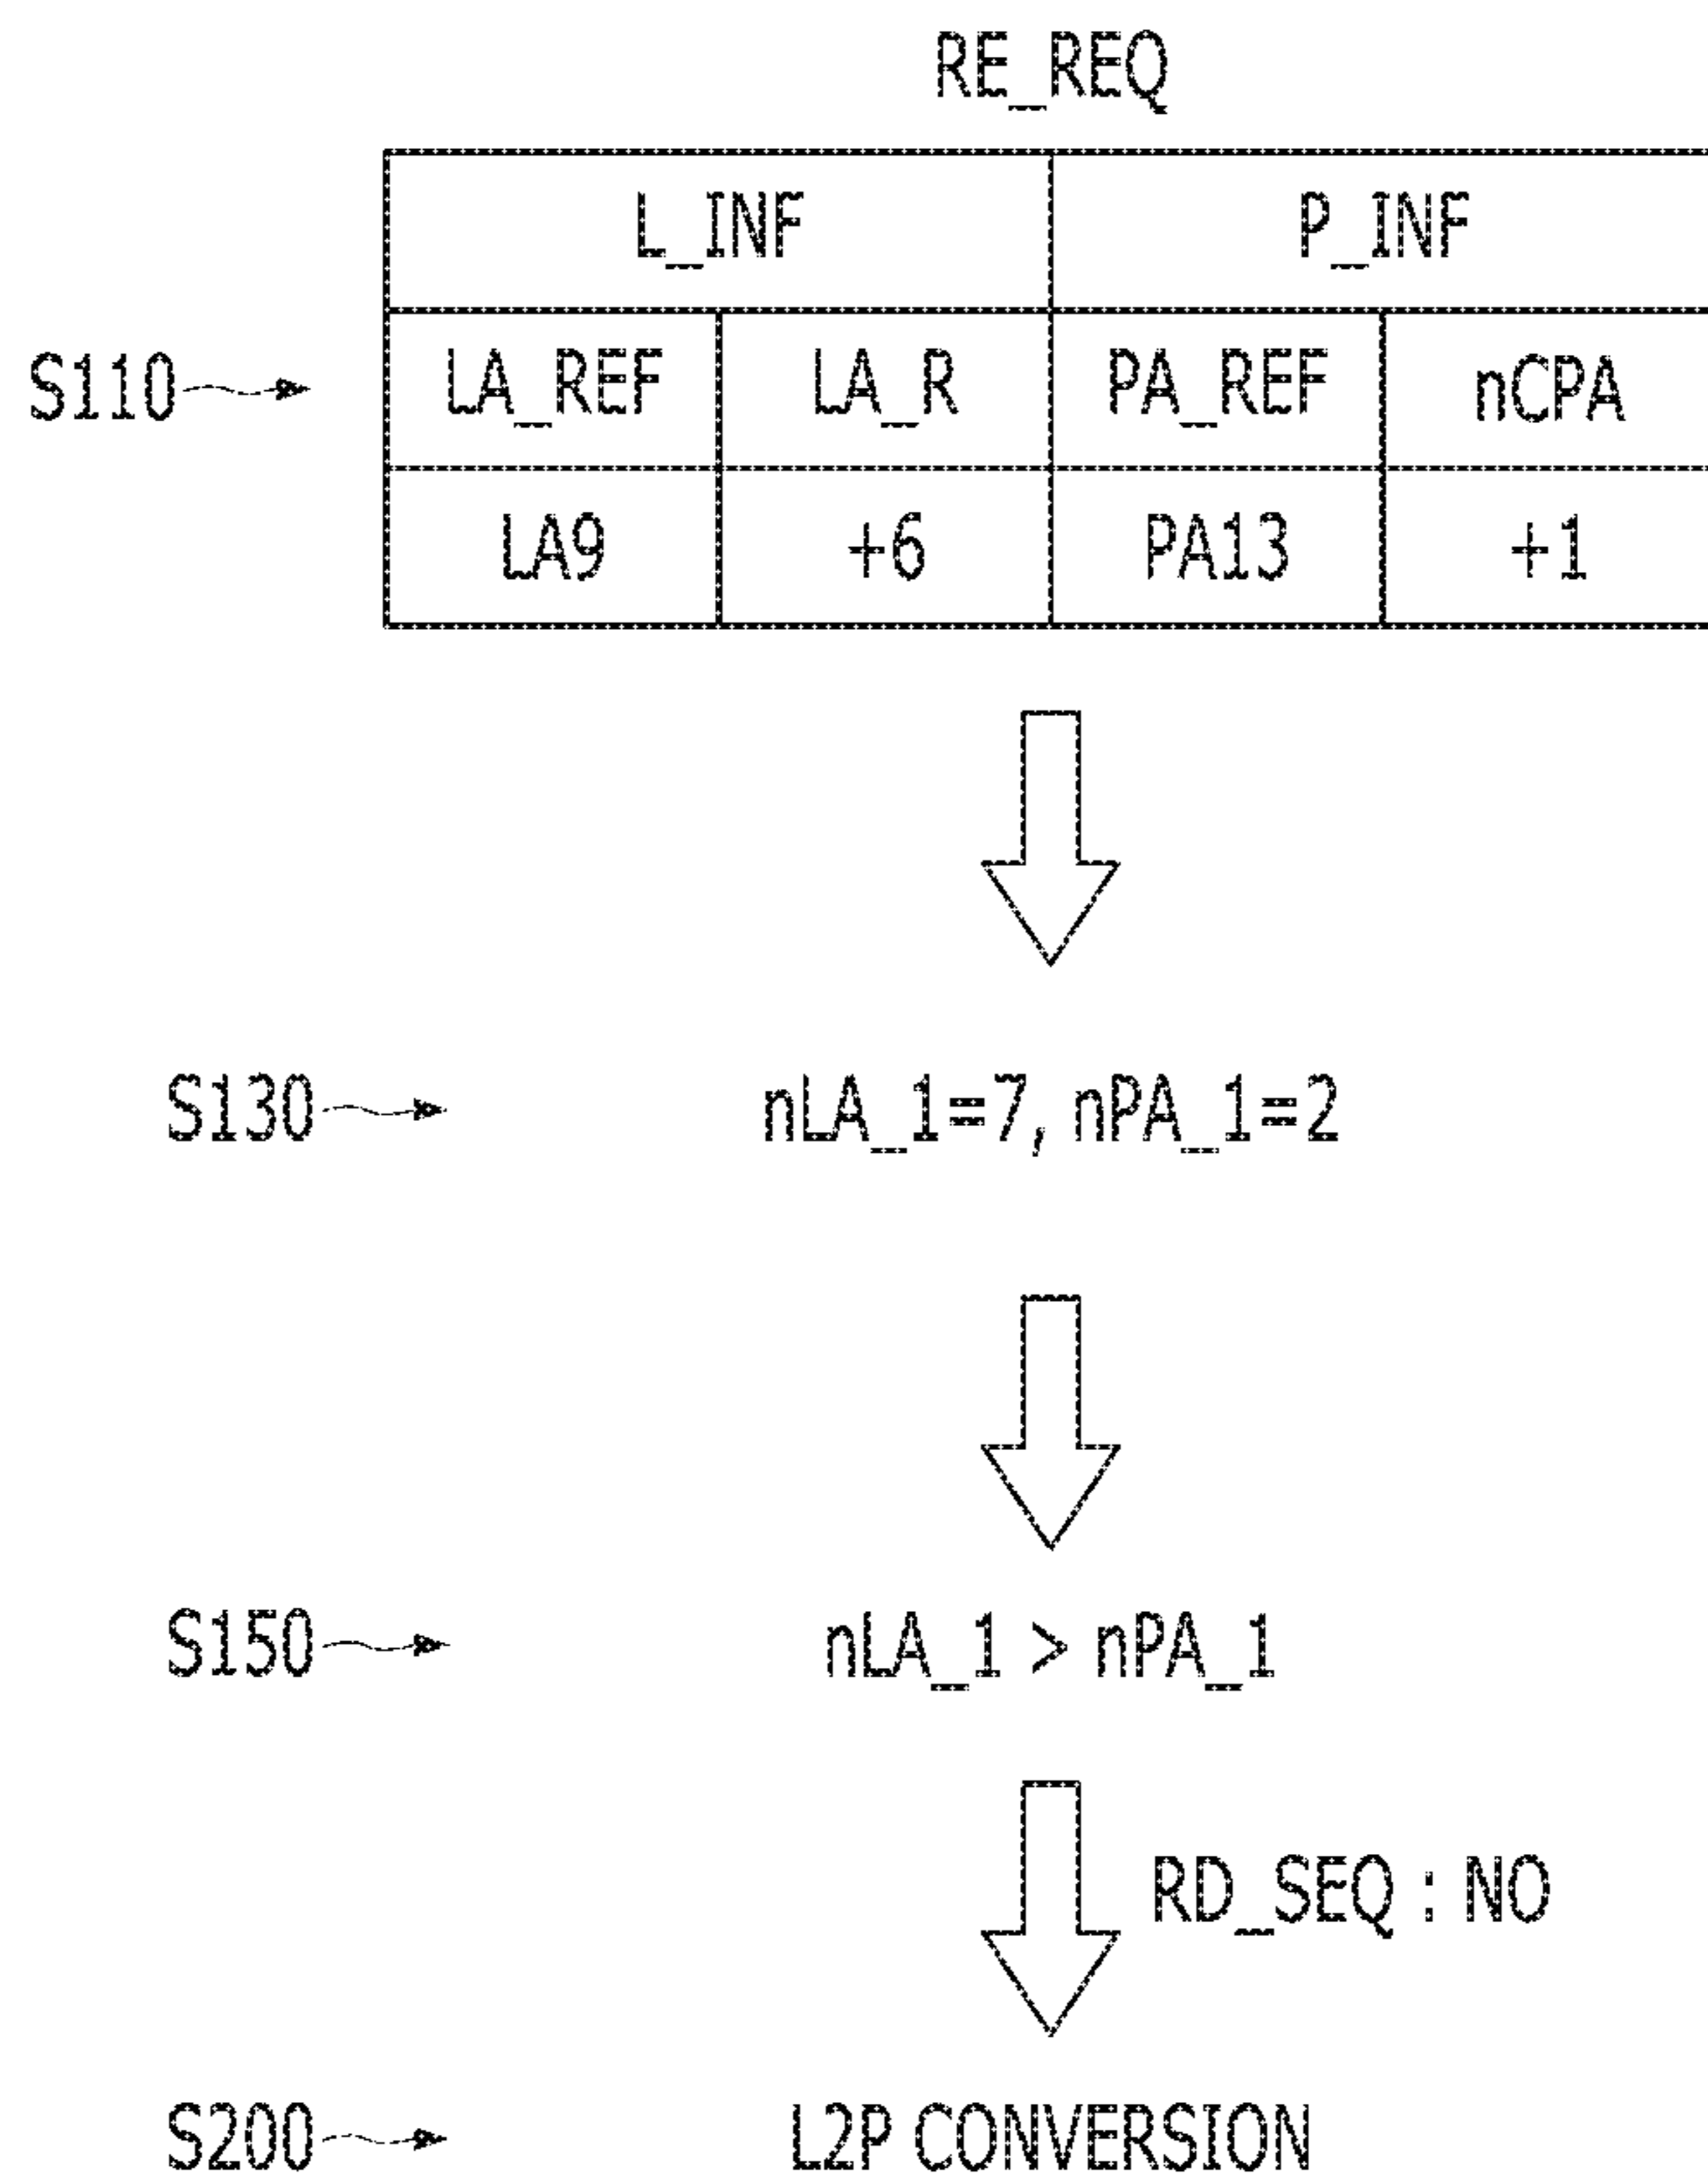 RE_REQ
L_INF P_INF
S110 LA_REF LA_R PA_REF nCPA
LA9 +6 PA13 +1
S130 nLA_1=7, nPA_1=2
S150 nLA_1 > nPA_1
RD_SEQ : NO
S200 L2P CONVERSION